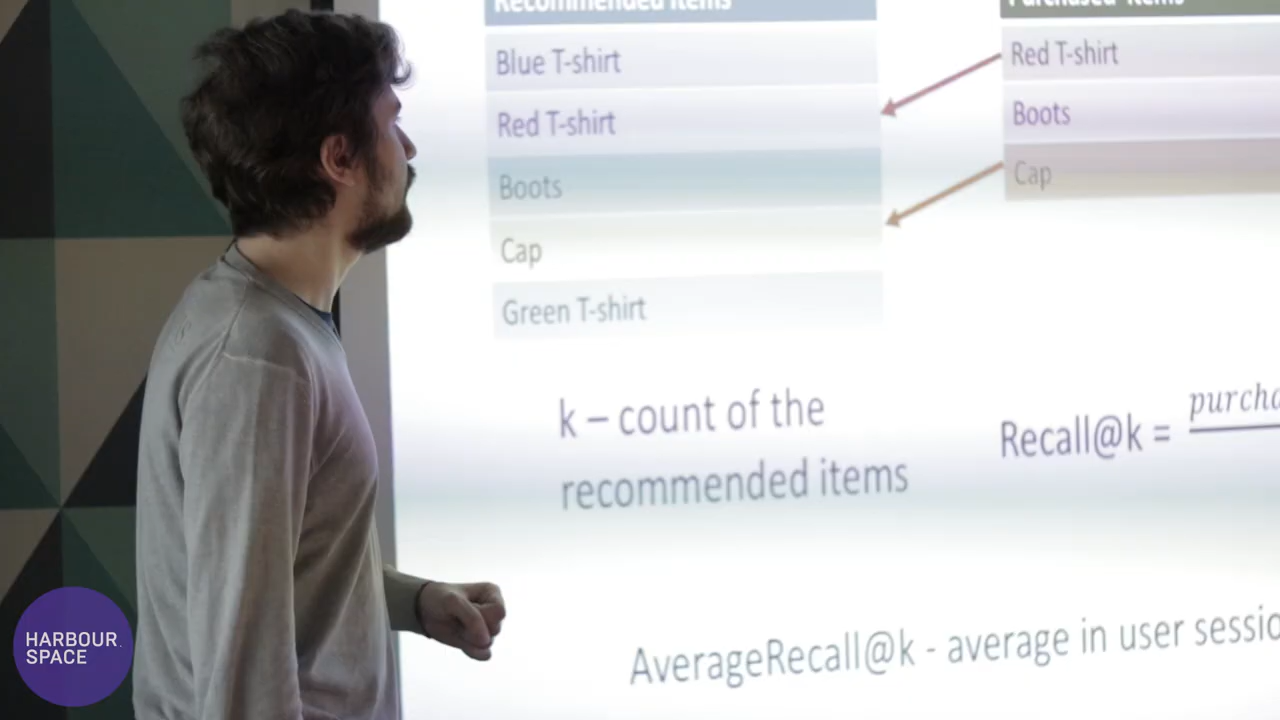 Recommended Items
Blue T-shirt
Red T-shirt
Boots
Cap
Green T-shirt
Purchased Items
Red T-shirt
Boots
Cap
k – count of the
recommended items
Recall@k =
AverageRecall@k - average in user
HARBOUR
SPACE